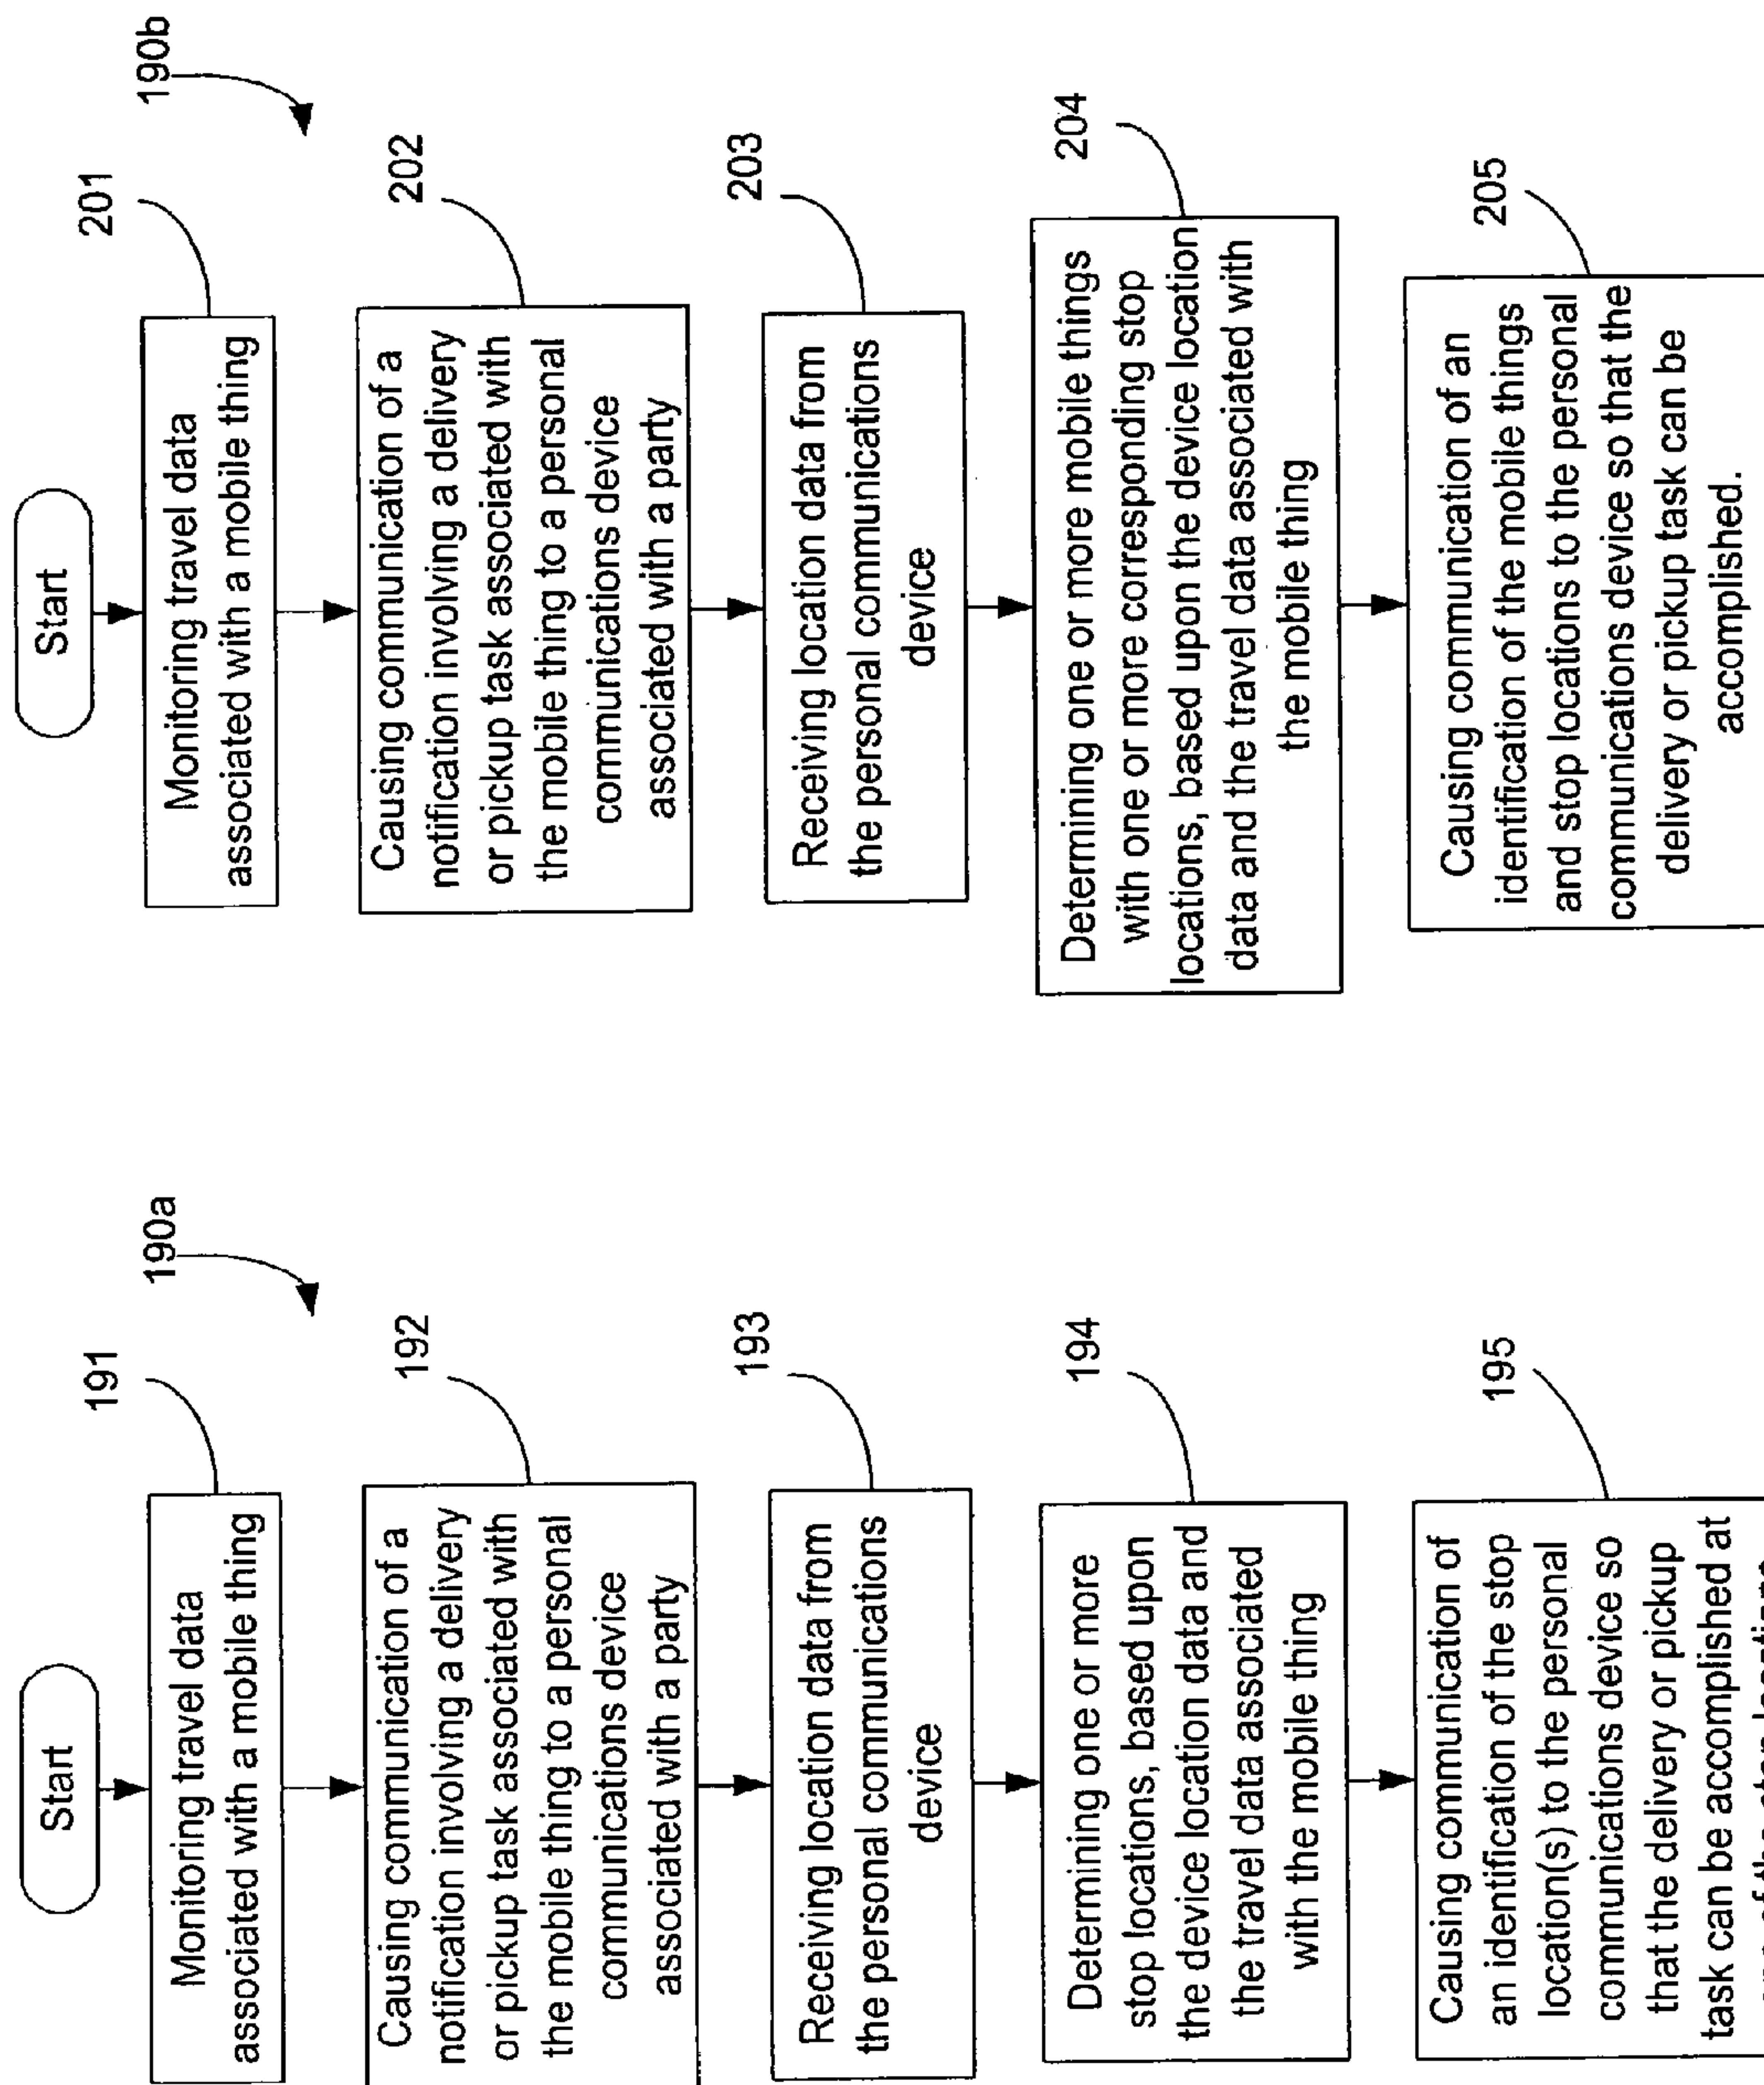 190a
Start
191
Monitoring travel data
associated with a mobile thing
192
Causing communication of a
notification involving a delivery
or pickup task associated with
the mobile thing to a personal
communications device
associated with a party
193
Receiving location data from
the personal communications
device
194
Determining one or more
stop locations, based upon
the device location data and
the travel data associated
with the mobile thing
195
Causing communication of
an identification of the stop
location(s) to the personal
communications device so
that the delivery or pickup
task can be accomplished at
one of the stop locations
190b
Start
201
Monitoring travel data
associated with a mobile thing
202
Causing communication of a
notification involving a delivery
or pickup task associated with
the mobile thing to a personal
communications device
associated with a party
203
Receiving location data from
the personal communications
device
204
Determining one or more mobile things
with one or more corresponding stop
locations, based upon the device location
data and the travel data associated with
the mobile thing
205
Causing communication of an
identification of the mobile things
and stop locations to the personal
communications device so that the
delivery or pickup task can be
accomplished.